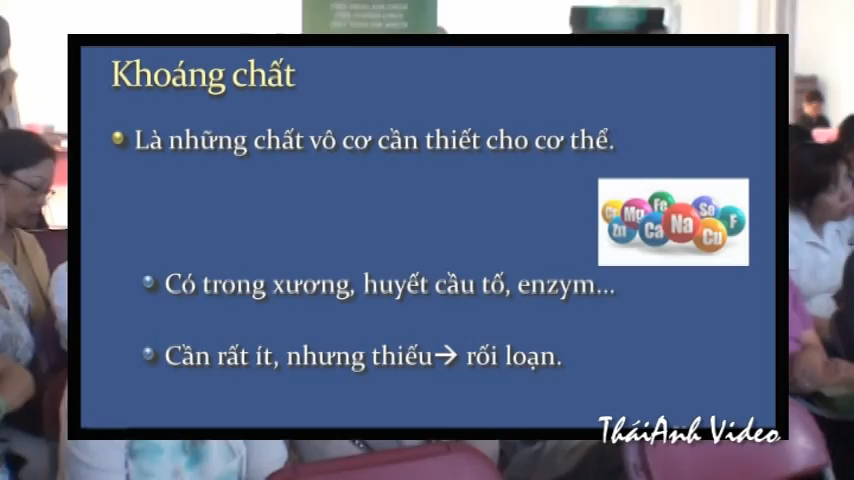 Khoáng chất
Là những chất vô cơ cần thiết cho cơ thể.
Cr Mg Fe Se F
Zn Ca Na Cu
Có trong xương, huyết cầu tố, enzym...
Cần rất ít, nhưng thiếu→ rối loạn.
TháiAnh Video